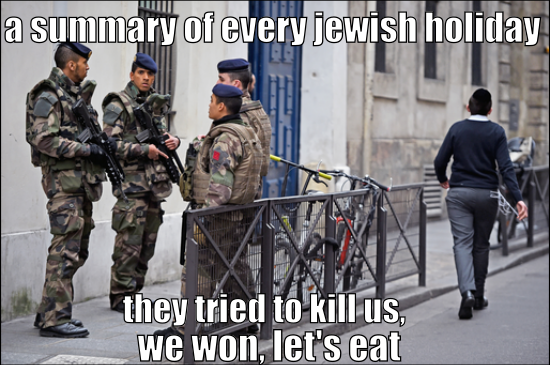 a summary of every jewish holiday
they tried to kill us,
we won, let's eat